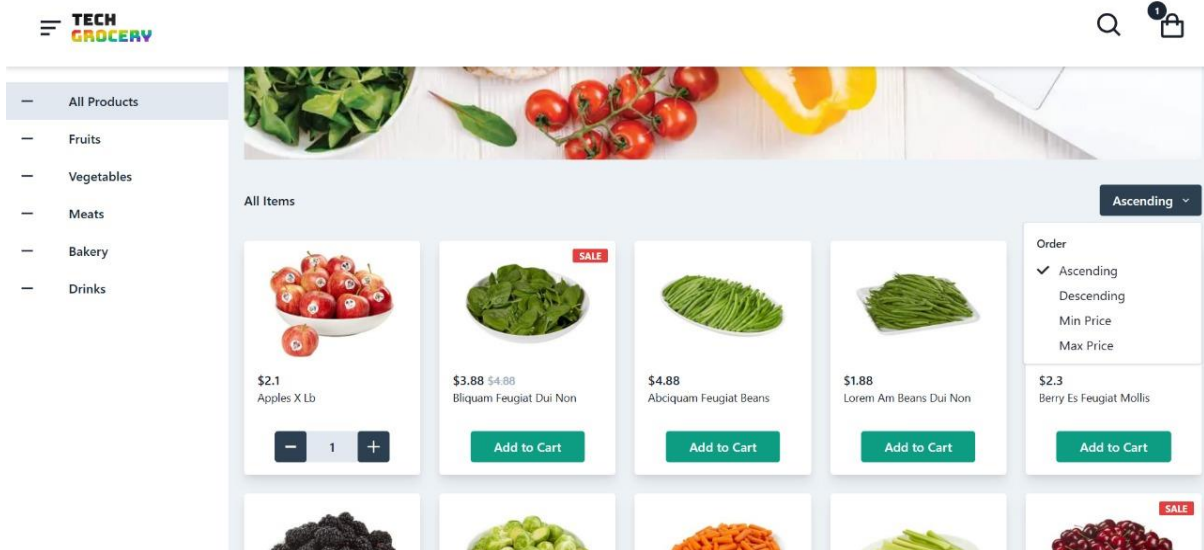 TECH
GROCERY
1
All Products
Fruits
Vegetables
Meats
Bakery
Drinks
All Items
Ascending
Order
Ascending
Descending
Min Price
Max Price
SALE
$2.1
Apples X Lb
1
$3.88 $4.88
Bliquam Feugiat Dui Non
Add to Cart
$4.88
Abciquam Feugiat Beans
Add to Cart
$1.88
Lorem Am Beans Dui Non
Add to Cart
$2.3
Berry Es Feugiat Mollis
Add to Cart
SALE